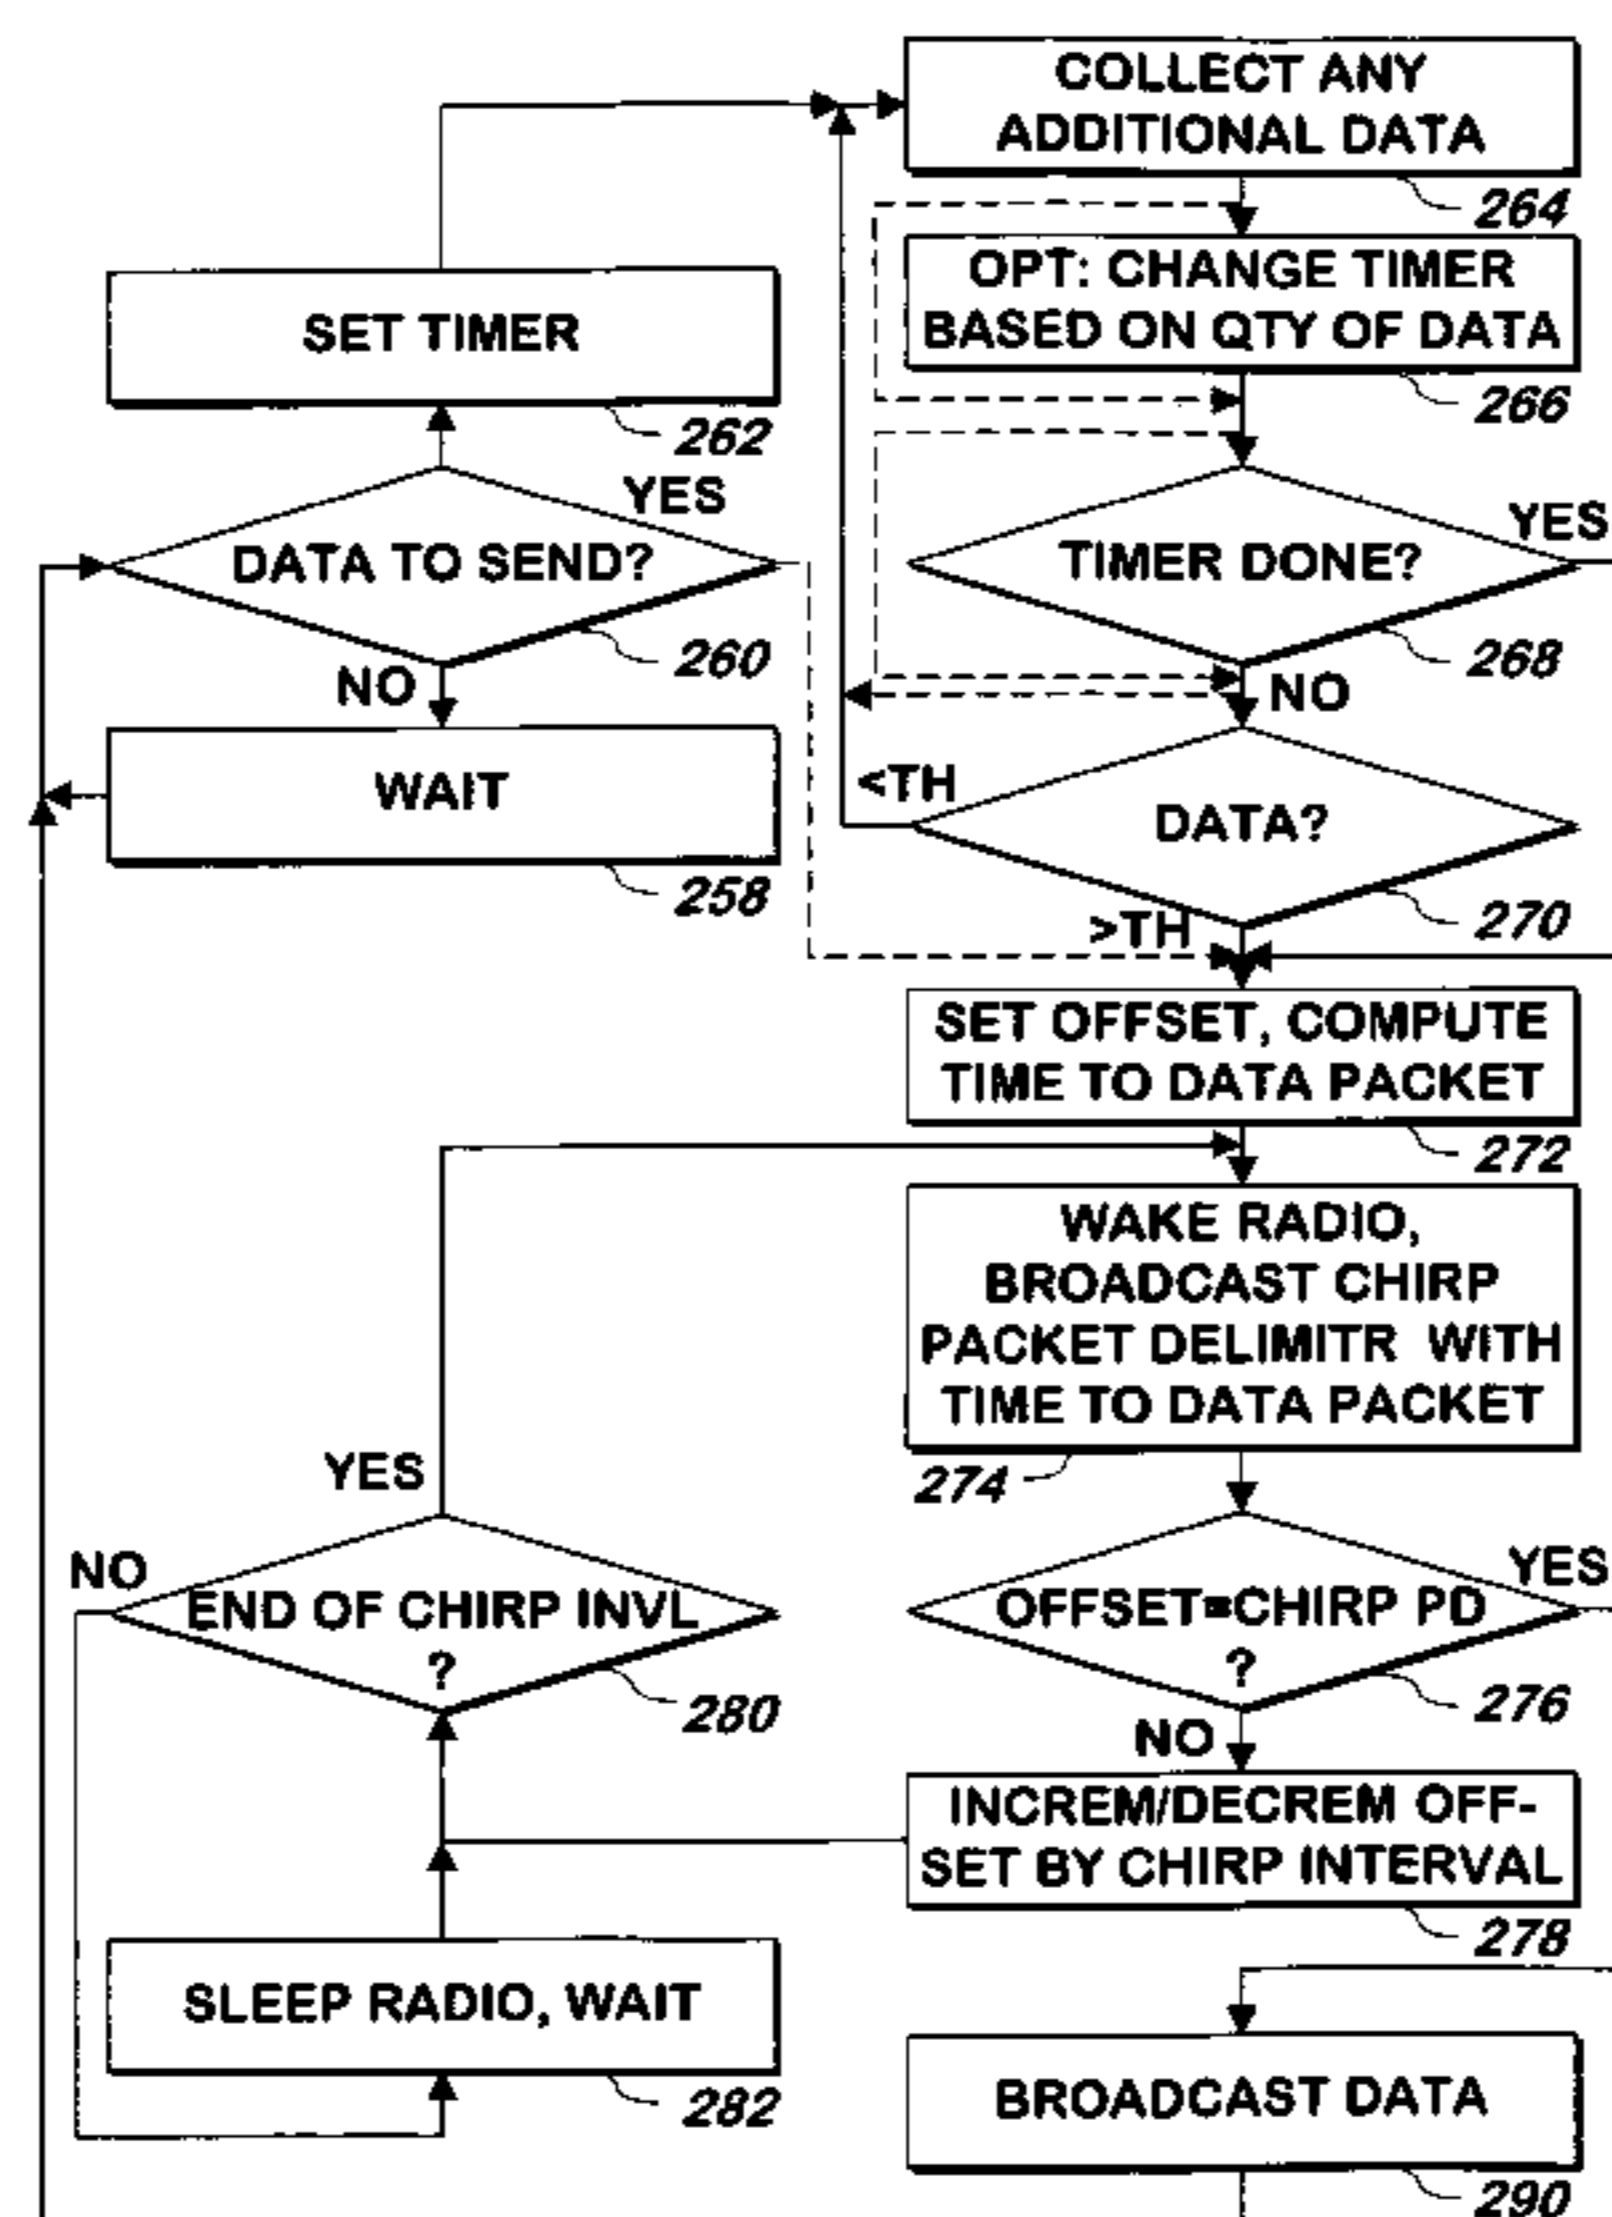 COLLECT ANY
ADDITIONAL DATA
264
OPT: CHANGE TIMER
BASED ON QTY OF DATA
266
SET TIMER
262
YES
DATA TO SEND?
260
NO
YES
TIMER DONE?
268
NO
WAIT
258
<TH
DATA?
270
>TH
SET OFFSET, COMPUTE
TIME TO DATA PACKET
272
WAKE RADIO,
BROADCAST CHIRP
PACKET DELIMITR WITH
TIME TO DATA PACKET
274
YES
NO
END OF CHIRP INVL
?
280
YES
OFFSET=CHIRP PD
?
276
NO
INCREM/DECREM OFF-
SET BY CHIRP INTERVAL
278
SLEEP RADIO, WAIT
282
BROADCAST DATA
290